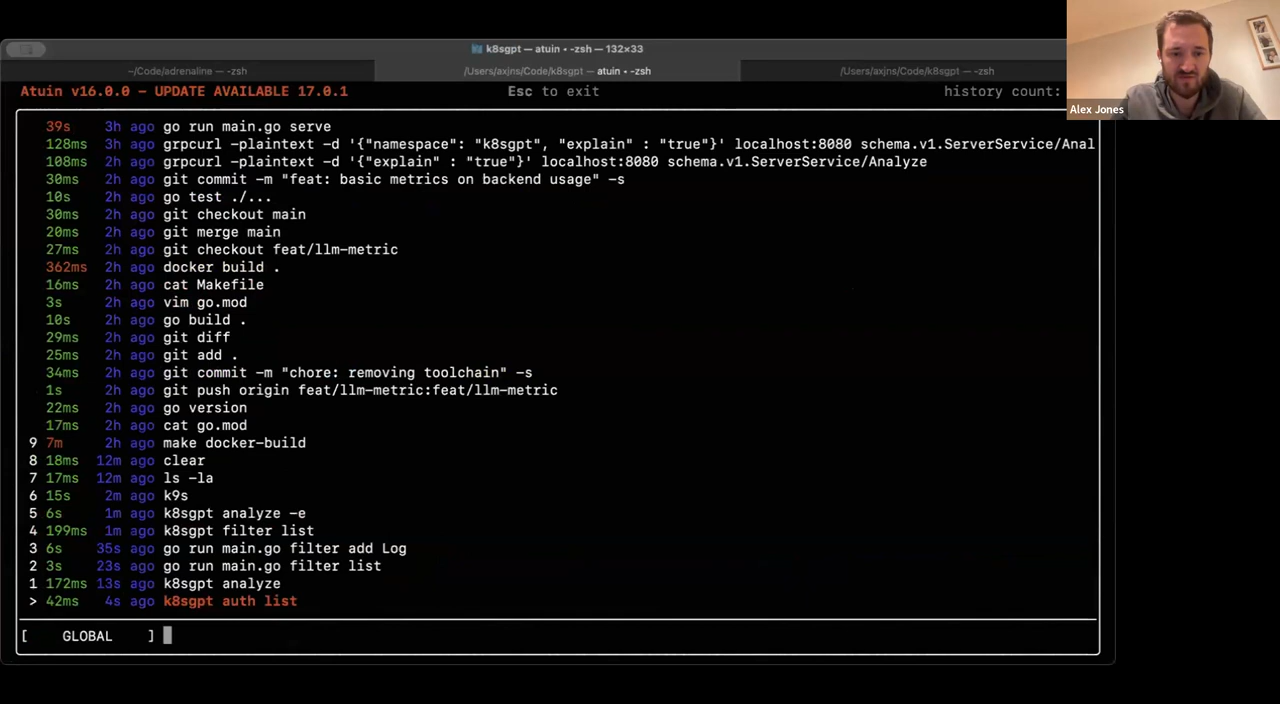 k8sgpt — atuin • -zsh — 132×33
~/Code/adrenaline — -zsh
/Users/axjns/Code/k8sgpt — atuin • -zsh
/Users/axjns/Code/k8sgpt — -zsh
Alex Jones
Atuin v16.0.0 - UPDATE AVAILABLE 17.0.1 Esc to exit history count:
39s 3h ago go run main.go serve
128ms 3h ago grpcurl -plaintext -d '{"namespace": "k8sgpt", "explain" : "true"}' localhost:8080 schema.v1.ServerService/Anal
108ms 2h ago grpcurl -plaintext -d '{"explain" : "true"}' localhost:8080 schema.v1.ServerService/Analyze
30ms 2h ago git commit -m "feat: basic metrics on backend usage" -s
10s 2h ago go test ./...
30ms 2h ago git checkout main
20ms 2h ago git merge main
27ms 2h ago git checkout feat/llm-metric
362ms 2h ago docker build .
16ms 2h ago cat Makefile
3s 2h ago vim go.mod
10s 2h ago go build .
29ms 2h ago git diff
25ms 2h ago git add .
34ms 2h ago git commit -m "chore: removing toolchain" -s
1s 2h ago git push origin feat/llm-metric:feat/llm-metric
22ms 2h ago go version
17ms 2h ago cat go.mod
9 7m 2h ago make docker-build
8 18ms 12m ago clear
7 17ms 12m ago ls -la
6 15s 2m ago k9s
5 6s 1m ago k8sgpt analyze -e
4 199ms 1m ago k8sgpt filter list
3 6s 35s ago go run main.go filter add Log
2 3s 23s ago go run main.go filter list
1 172ms 13s ago k8sgpt analyze
> 42ms 4s ago k8sgpt auth list
[ GLOBAL ]